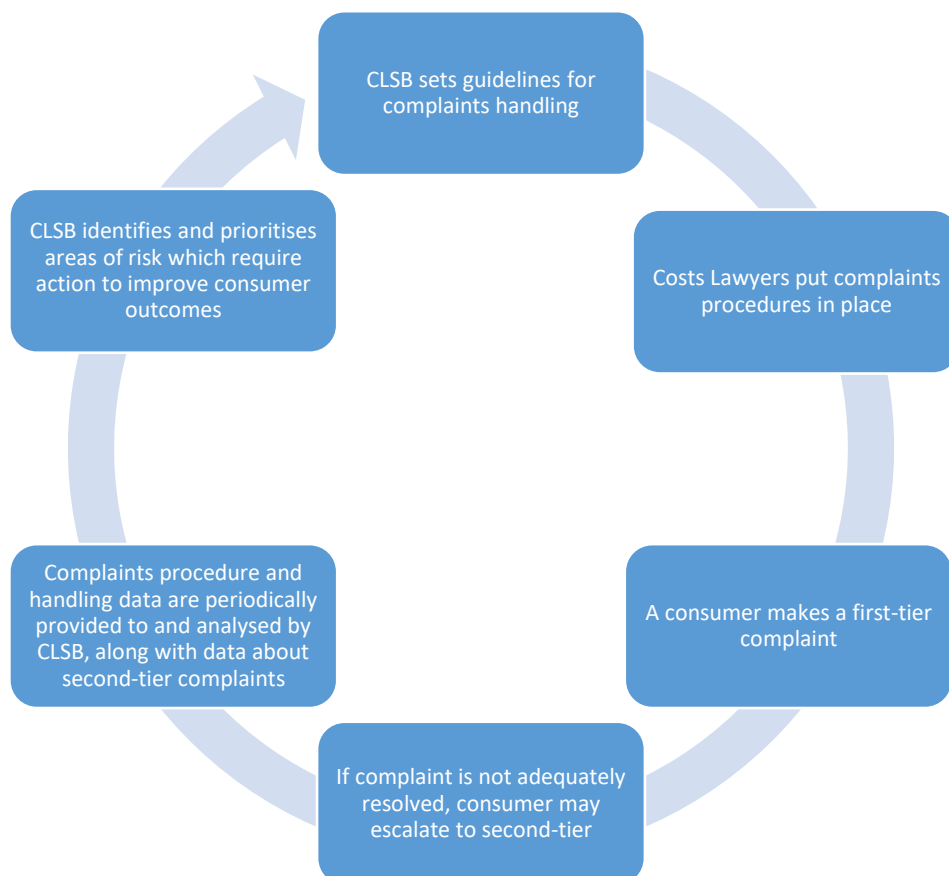 CLSB sets guidelines for
complaints handling
Costs Lawyers put complaints
procedures in place
A consumer makes a first-tier
complaint
If complaint is not adequately
resolved, consumer may
escalate to second-tier
Complaints procedure and
handling data are periodically
provided to and analysed by
CLSB, along with data about
second-tier complaints
CLSB identifies and prioritises
areas of risk which require
action to improve consumer
outcomes